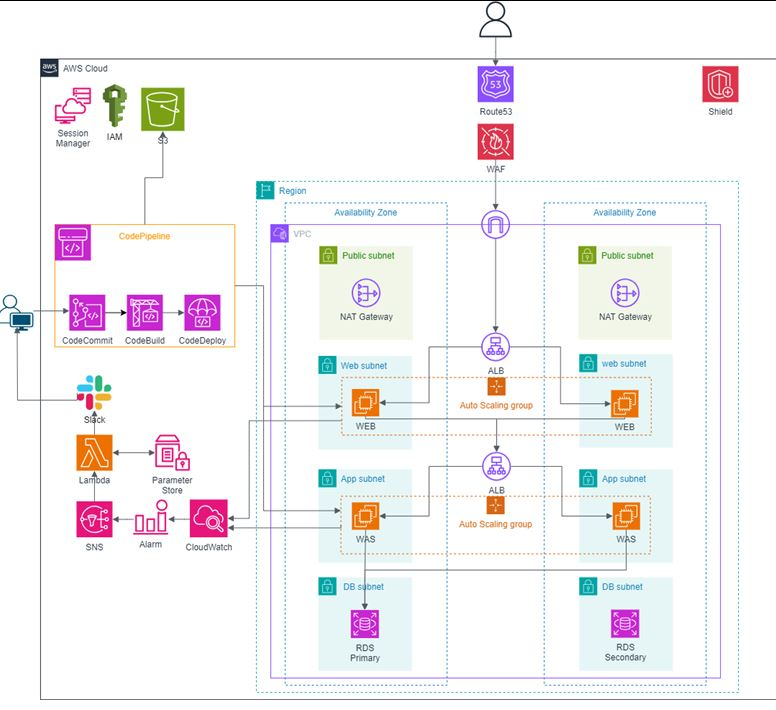 aws
AWS Cloud
Session
Manager
IAM
S3
53
Route53
Shield
WAF
Region
Availability Zone
Availability Zone
VPC
CodePipeline
Public subnet
Public subnet
NAT Gateway
NAT Gateway
CodeCommit
CodeBuild
CodeDeploy
ALB
Web subnet
web subnet
Auto Scaling group
WEB
WEB
Slack
Lambda
Parameter
Store
ALB
App subnet
App subnet
Auto Scaling group
WAS
WAS
SNS
Alarm
CloudWatch
DB subnet
DB subnet
RDS
Primary
RDS
Secondary